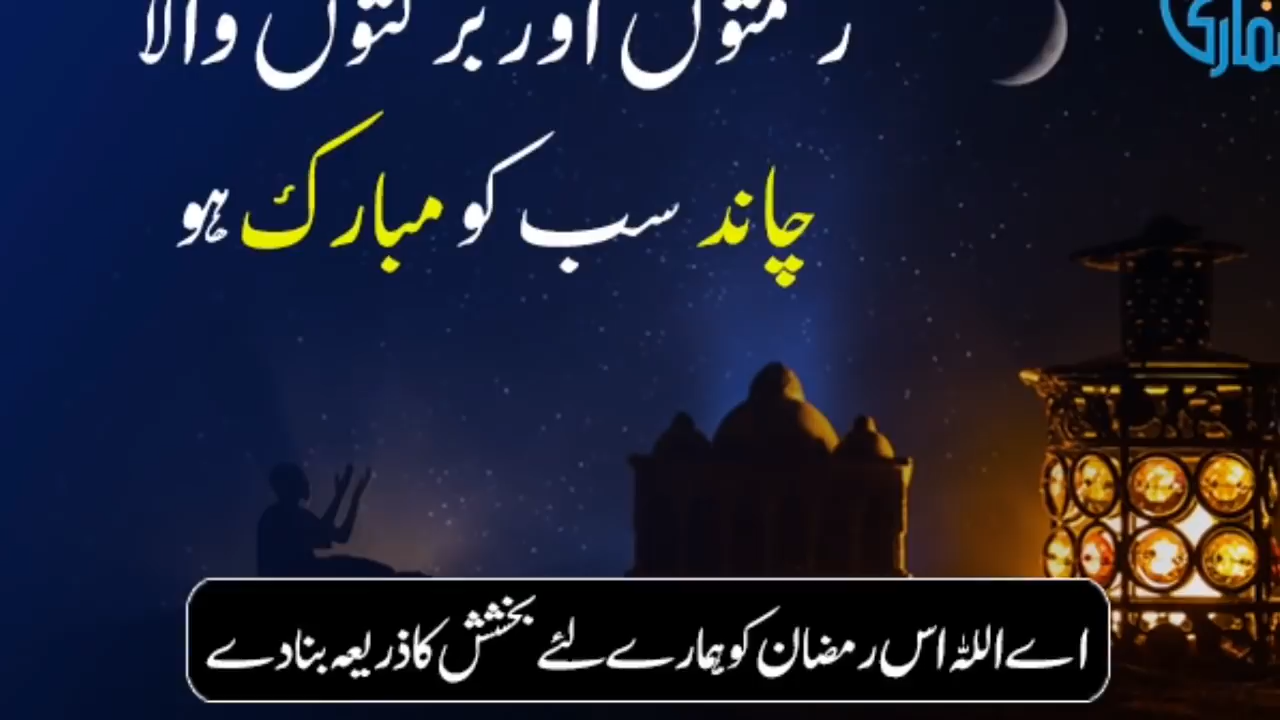 رحمتوں اور برکتوں والا
چاند سب کو مبارک ہو
اے اللہ اس رمضان کو ہمارے لئے بخشش کا ذریعہ بنا دے